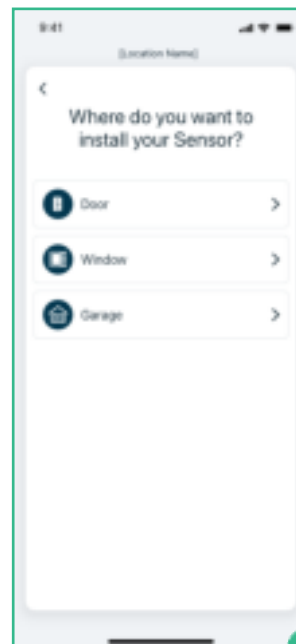 9:41
[Location Name]
Where do you want to
install your Sensor?
Door
Window
Garage